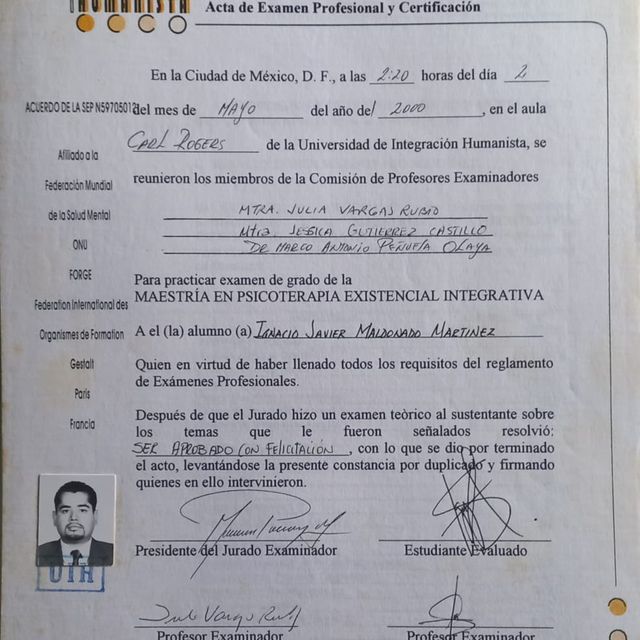 HUMANISTA
Acta de Examen Profesional y Certificación
En la Ciudad de México, D. F., a las 2:20 horas del día 2
ACUERDO DE LA SEP N59705012
del mes de MAYO del año del 2000, en el aula
CARL ROGERS de la Universidad de Integración Humanista, se
Afiliado a la
Federación Mundial
de la Salud Mental
ONU
FORGE
Federation International des
Organismes de Formation
Gestalt
Paris
Francia
reunieron los miembros de la Comisión de Profesores Examinadores
MTRA. JULIA VARGAS RUBIO
Mtra. JESSICA GUTIERREZ CASTILLO
DR MARCO ANTONIO PEÑUELA OLAYA
Para practicar examen de grado de la
MAESTRÍA EN PSICOTERAPIA EXISTENCIAL INTEGRATIVA
A el (la) alumno (a) IGNACIO JAVIER MALDONADO MARTINEZ
Quien en virtud de haber llenado todos los requisitos del reglamento
de Exámenes Profesionales.
Después de que el Jurado hizo un examen teòrico al sustentante sobre
los temas que le fueron señalados resolvió:
SER APROBADO CON FELICITACIÓN, con lo que se dio por terminado
el acto, levantándose la presente constancia por duplicado y firmando
quienes en ello intervinieron.
Presidente del Jurado Examinador
Estudiante Evaluado
UIH
Profesor Examinador
Profesor Examinador